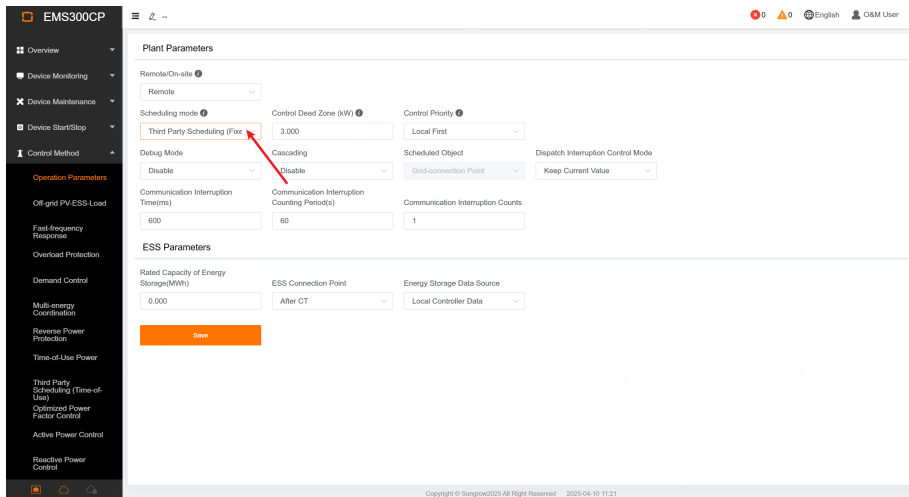 EMS300CP
0
0
English
O&M User
Overview
Device Monitoring
Device Maintenance
Device Start/Stop
Control Method
Operation Parameters
Off-grid PV-ESS-Load
Fast-frequency
Response
Overload Protection
Demand Control
Multi-energy
Coordination
Reverse Power
Protection
Time-of-Use Power
Third Party
Scheduling (Time-of-
Use)
Optimized Power
Factor Control
Active Power Control
Reactive Power
Control
Plant Parameters
Remote/On-site
Remote
Scheduling mode
Control Dead Zone (kW)
Control Priority
Third Party Scheduling (Fixe
3.000
Local First
Debug Mode
Cascading
Scheduled Object
Dispatch Interruption Control Mode
Disable
Disable
Grid-connection Point
Keep Current Value
Communication Interruption
Time(ms)
Communication Interruption
Counting Period(s)
Communication Interruption Counts
600
60
1
ESS Parameters
Rated Capacity of Energy
Storage(MWh)
ESS Connection Point
Energy Storage Data Source
0.000
After CT
Local Controller Data
Save
Copyright © Sungrow2025 All Right Reserved 2025-04-10 11:21